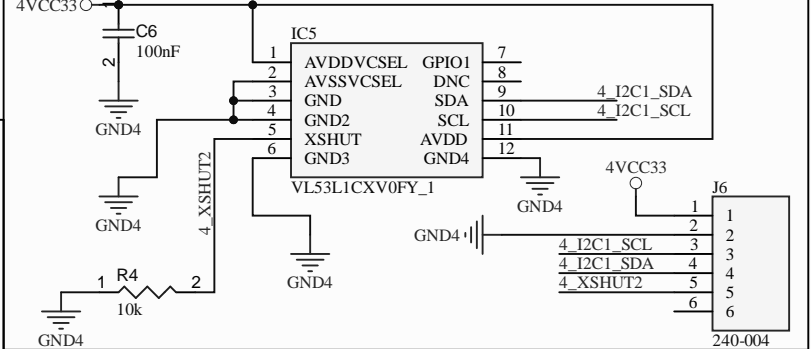 4VCC33
1
C6
100nF
2
GND4
IC5
VL53L1CXV0FY_1
1 AVDDVCSEL GPIO1 7
2 AVSSVCSEL DNC 8
3 GND SDA 9 4_I2C1_SDA
4 GND2 SCL 10 4_I2C1_SCL
5 XSHUT AVDD 11
6 GND3 GND4 12
GND4
4_XSHUT2
GND4
GND4
1 R4 2
10k
GND4
4VCC33
J6
1 1
GND4 2 2
4_I2C1_SCL 3 3
4_I2C1_SDA 4 4
4_XSHUT2 5 5
6 6
240-004